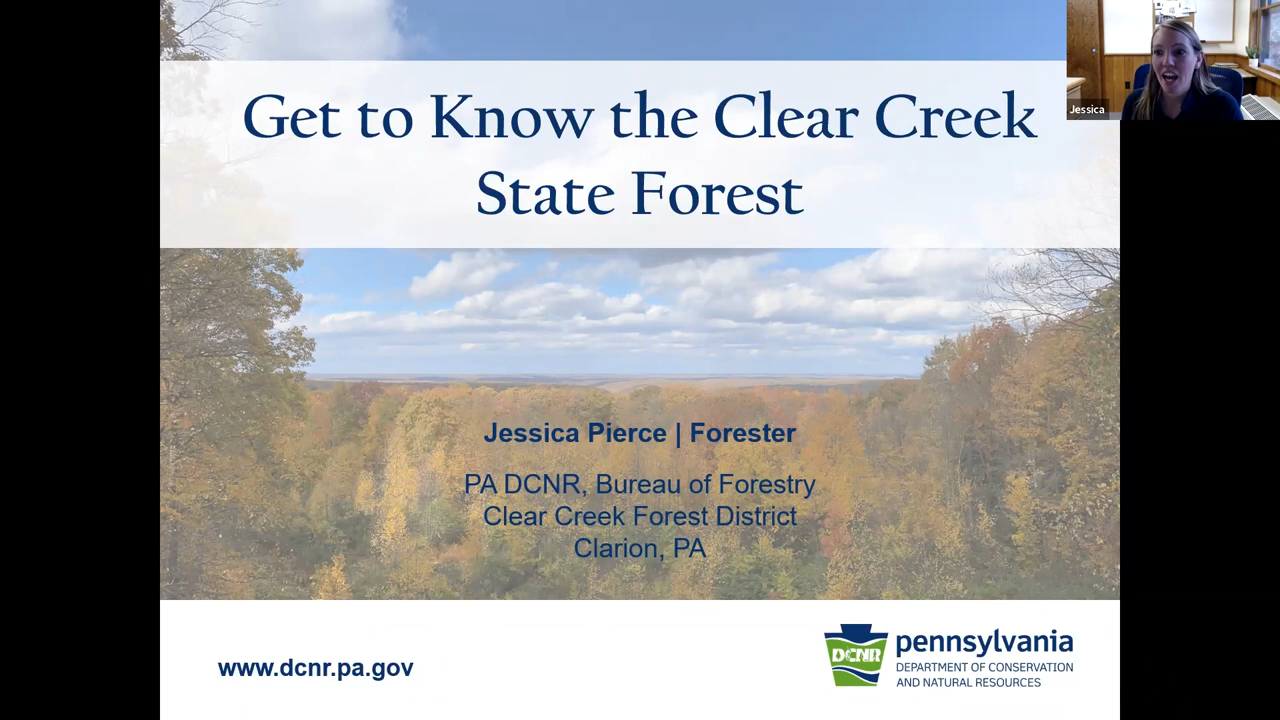 Get to Know the Clear Creek
State Forest
Jessica
Jessica Pierce | Forester
PA DCNR, Bureau of Forestry
Clear Creek Forest District
Clarion, PA
www.dcnr.pa.gov
DCNR
pennsylvania
DEPARTMENT OF CONSERVATION
AND NATURAL RESOURCES